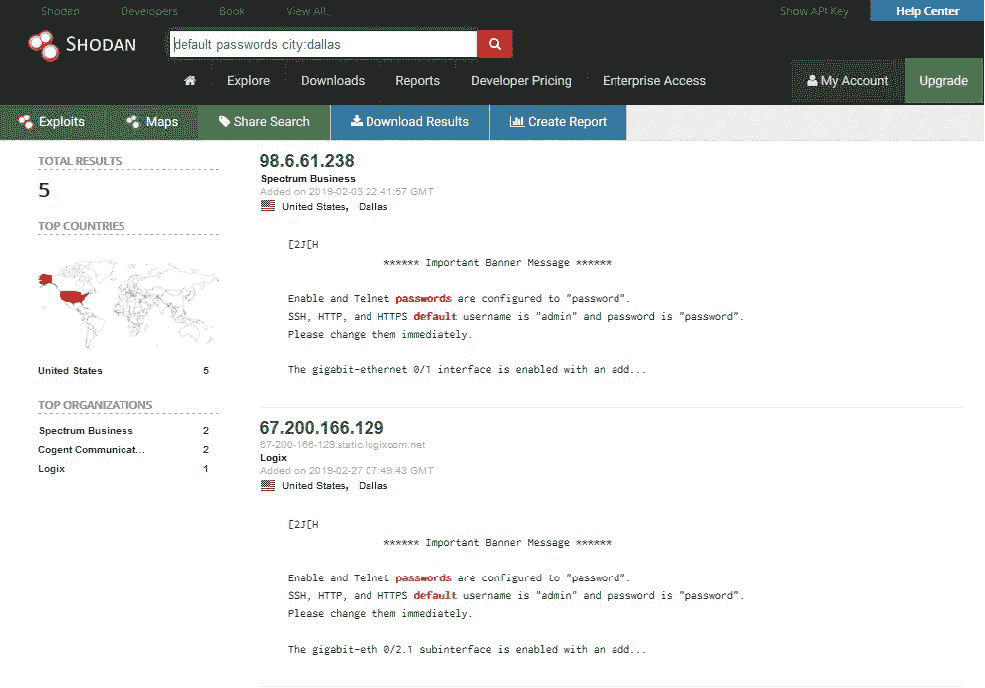 Shodan Developers Book View All... Show API Key Help Center
SHODAN default passwords city:dallas
Explore Downloads Reports Developer Pricing Enterprise Access My Account Upgrade
Exploits Maps Share Search Download Results Create Report
TOTAL RESULTS
5
TOP COUNTRIES
United States 5
TOP ORGANIZATIONS
Spectrum Business 2
Cogent Communicat... 2
Logix 1
98.6.61.238
Spectrum Business
Added on 2019-02-03 22:41:57 GMT
United States, Dallas
[2J[H
****** Important Banner Message ******
Enable and Telnet passwords are configured to "password".
SSH, HTTP, and HTTPS default username is "admin" and password is "password".
Please change them immediately.
The gigabit-ethernet 0/1 interface is enabled with an add...
67.200.166.129
67-200-166-129.static.logixcom.net
Logix
Added on 2019-02-27 07:49:43 GMT
United States, Dallas
[2J[H
****** Important Banner Message ******
Enable and Telnet passwords are configured to "password".
SSH, HTTP, and HTTPS default username is "admin" and password is "password".
Please change them immediately.
The gigabit-eth 0/2.1 subinterface is enabled with an add...